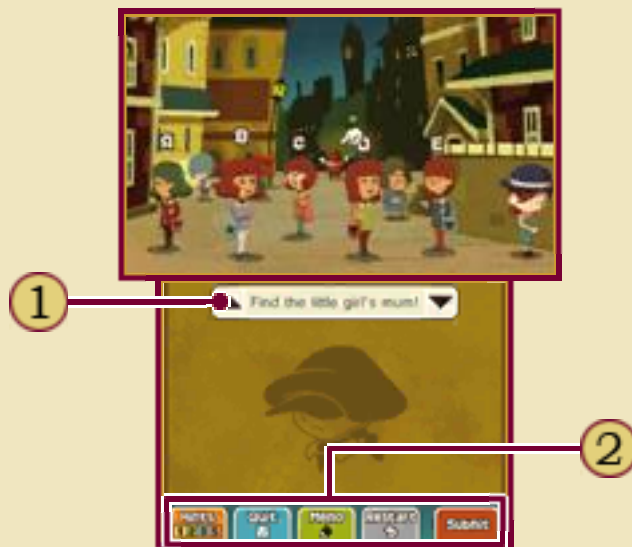 A B C D E
1
Find the little girl's mum!
2
Hints Quit Memo Restart Submit